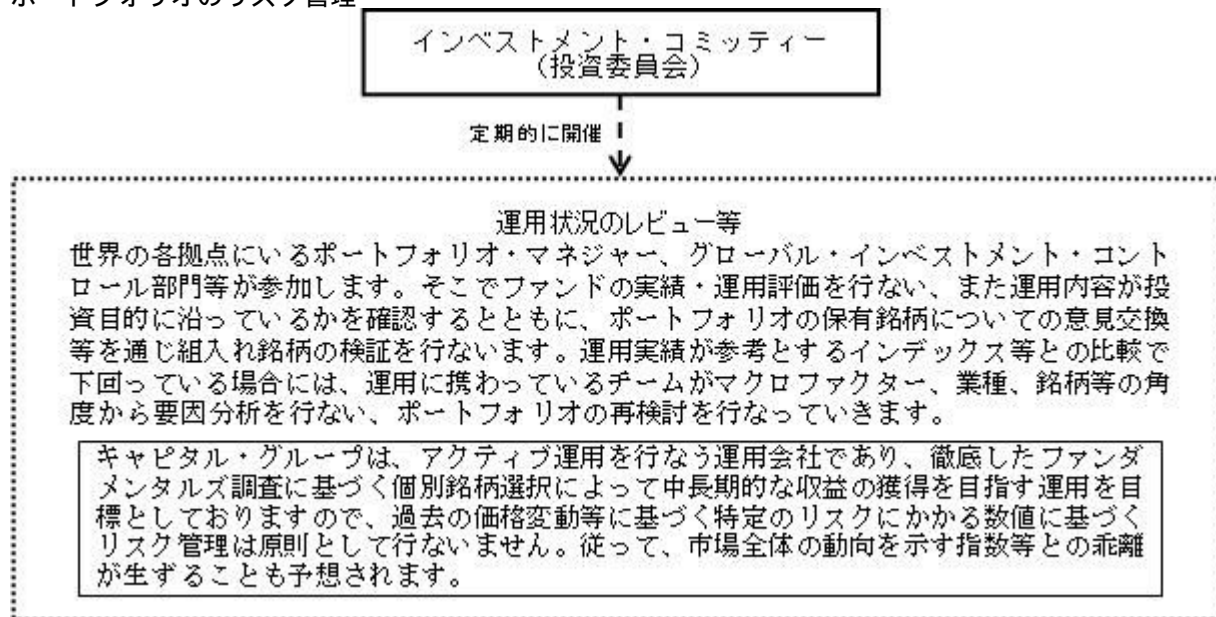 ポートフォリオのリスク管理
インベストメント・コミッティー
（投資委員会）
定期的に開催
運用状況のレビュー等
世界の各拠点にいるポートフォリオ・マネジャー、グローバル・インベストメント・コント
ロール部門等が参加します。そこでファンドの実績・運用評価を行ない、また運用内容が投
資目的に沿っているかを確認するとともに、ポートフォリオの保有銘柄についての意見交換
等を通じ組入れ銘柄の検証を行ないます。運用実績が参考とするインデックス等との比較で
下回っている場合には、運用に携わっているチームがマクロファクター、業種、銘柄等の角
度から要因分析を行ない、ポートフォリオの再検討を行なっていきます。
キャピタル・グループは、アクティブ運用を行なう運用会社であり、徹底したファンダ
メンタルズ調査に基づく個別銘柄選択によって中長期的な収益の獲得を目指す運用を目
標としておりますので、過去の価格変動等に基づく特定のリスクにかかる数値に基づく
リスク管理は原則として行ないません。従って、市場全体の動向を示す指数等との乖離
が生ずることも予想されます。